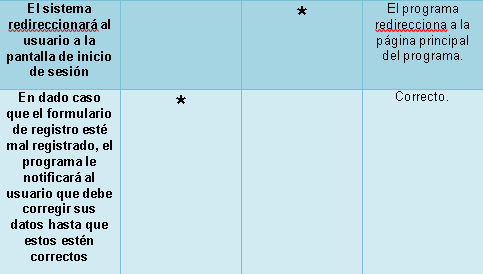 El sistema
redireccionará al
usuario a la
pantalla de inicio
de sesión
*
El programa
redirecciona a la
página principal
del programa.
En dado caso
que el formulario
de registro esté
mal registrado, el
programa le
notificará al
usuario que debe
corregir sus
datos hasta que
estos estén
correctos
*
Correcto.